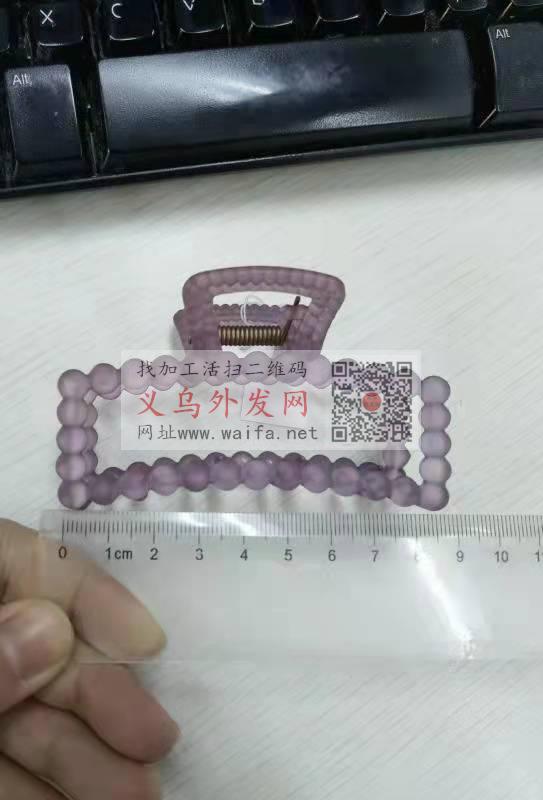 X C V B
Alt Alt
找加工活扫二维码
义乌外发网
网址www.waifa.net
0 1cm 2 3 4 5 6 7 8 9 10